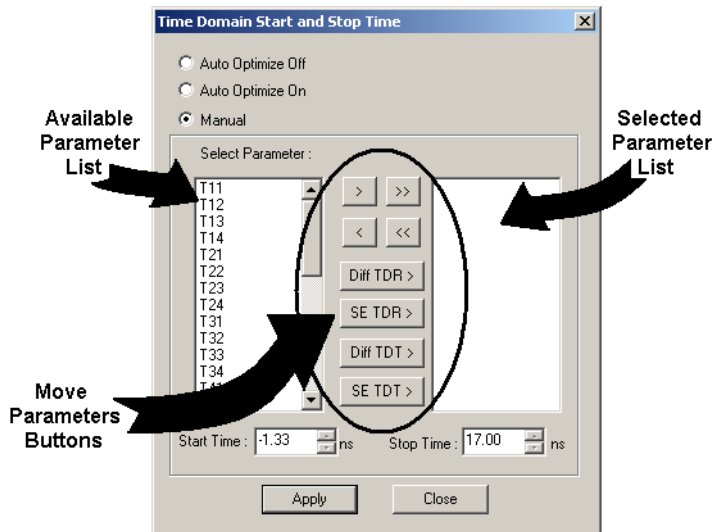 Time Domain Start and Stop Time
Auto Optimize Off
Auto Optimize On
Manual
Available
Parameter
List
Selected
Parameter
List
Select Parameter :
T11
T12
T13
T14
T21
T22
T23
T24
T31
T32
T33
T34
T41
>
>>
<
<<
Diff TDR >
SE TDR >
Diff TDT >
SE TDT >
Move
Parameters
Buttons
Start Time : -1.33 ns
Stop Time : 17.00 ns
Apply
Close